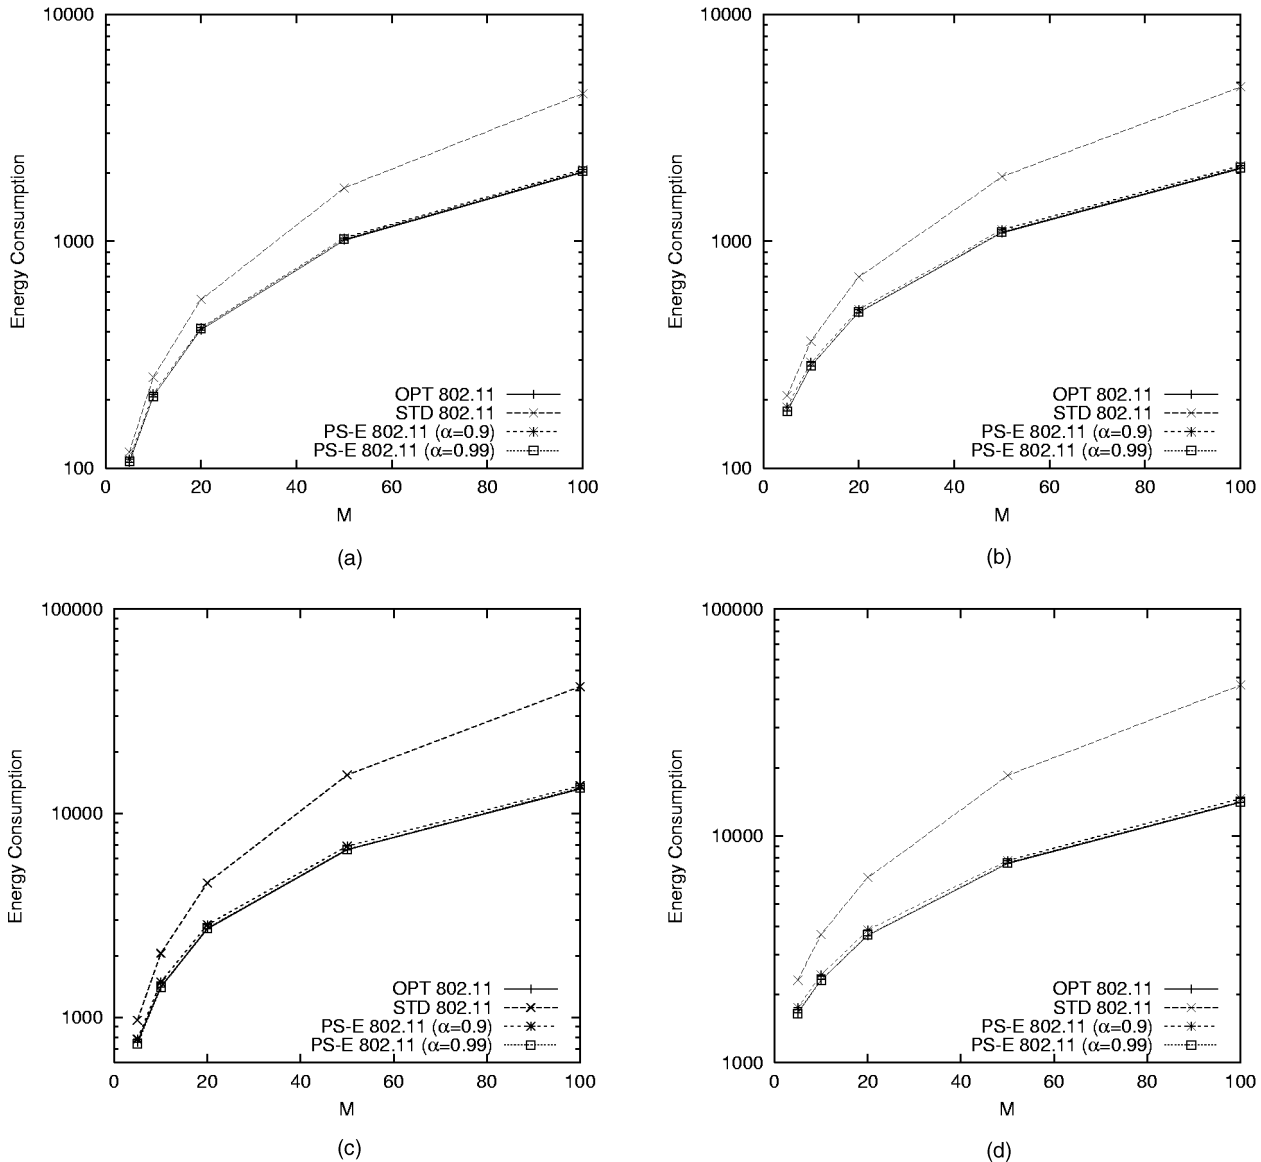 10000
1000
100
Energy Consumption
OPT 802.11
STD 802.11
PS-E 802.11 (α=0.9)
PS-E 802.11 (α=0.99)
0 20 40 60 80 100
M
(a)
10000
1000
100
Energy Consumption
OPT 802.11
STD 802.11
PS-E 802.11 (α=0.9)
PS-E 802.11 (α=0.99)
0 20 40 60 80 100
M
(b)
100000
10000
1000
Energy Consumption
OPT 802.11
STD 802.11
PS-E 802.11 (α=0.9)
PS-E 802.11 (α=0.99)
0 20 40 60 80 100
M
(c)
100000
10000
1000
Energy Consumption
OPT 802.11
STD 802.11
PS-E 802.11 (α=0.9)
PS-E 802.11 (α=0.99)
0 20 40 60 80 100
M
(d)